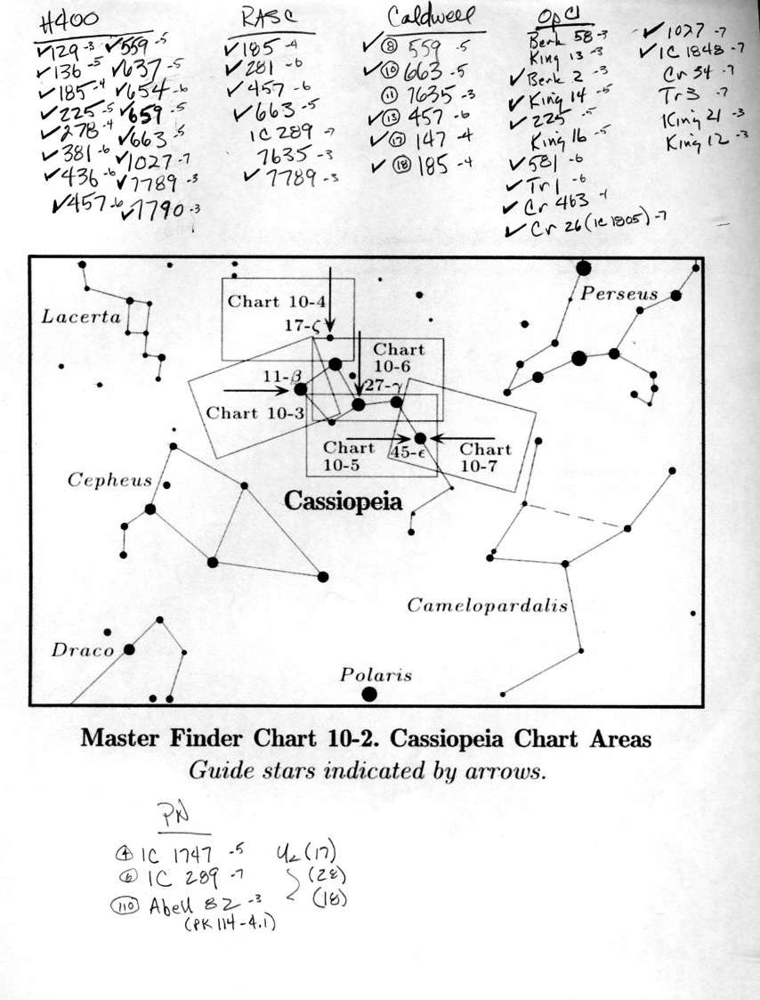 H400
✓129 -3 ✓559 -5
✓136 -5 ✓637 -5
✓185 -4 ✓654 -6
✓225 -5 ✓659 -5
✓278 -4 ✓663 -5
✓381 -6 ✓1027 -7
✓436 -6 ✓7789 -3
✓457 -6 ✓7790 -3
RASC
✓185 -4
✓281 -6
✓457 -6
✓663 -5
IC 289 -7
7635 -3
✓7789 -3
Caldwell
✓⑧ 559 -5
✓⑩ 663 -5
⑪ 7635 -3
✓⑬ 457 -6
✓⑰ 147 -4
✓⑱ 185 -4
OpCl
Berk 58 -3
King 13 -3
✓Berk 2 -3
✓King 14 -5
✓225 -5
King 16 -5
✓581 -6
✓Tr 1 -6
✓Cr 463 -1
✓Cr 26 (IC 1805) -7
✓1027 -7
✓IC 1848 -7
Cr 34 -7
Tr 3 -7
King 21 -3
King 12 -3
Lacerta
Chart 10-4
17-ζ
Perseus
Chart
10-6
11-β
27-γ
Chart 10-3
Chart
10-5
45-ϵ
Chart
10-7
Cepheus
Cassiopeia
Camelopardalis
Draco
Polaris
Master Finder Chart 10-2. Cassiopeia Chart Areas
Guide stars indicated by arrows.
PN
④ IC 1747 -5 (17)
⑥ IC 289 -7 (28)
(110) Abell 82 -3 (18)
(PK 114-4.1)